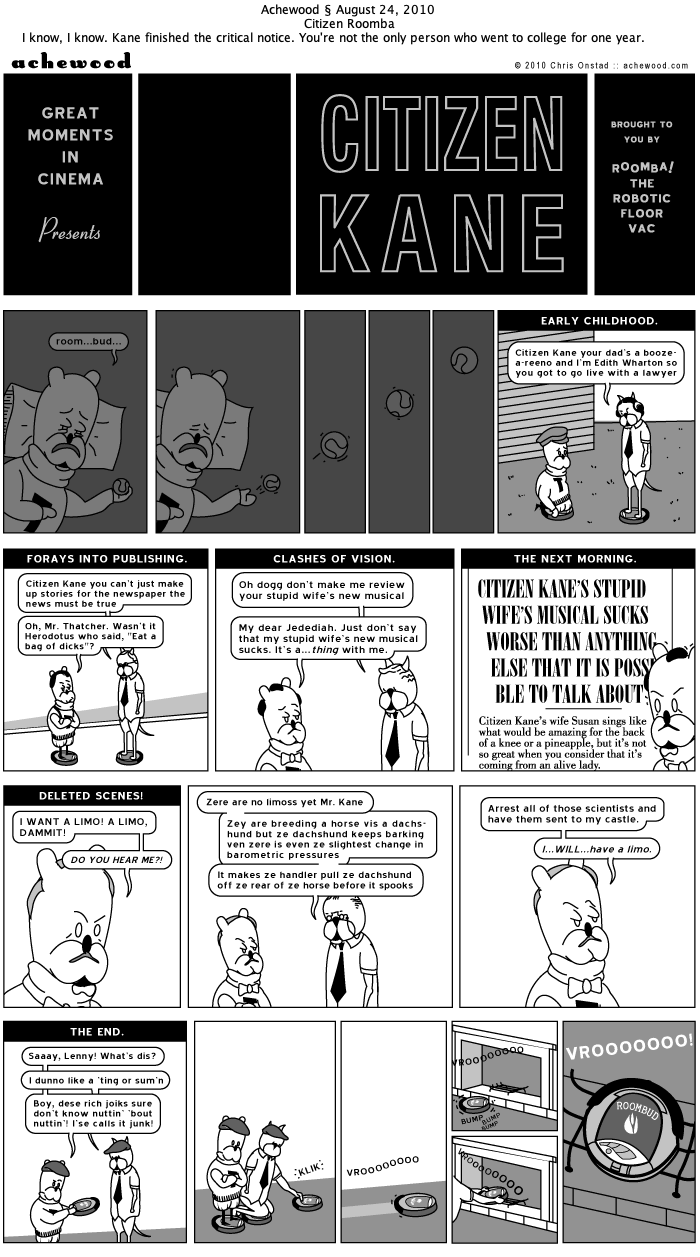 Achewood § August 24, 2010
Citizen Roomba
I know, I know. Kane finished the critical notice. You're not the only person who went to college for one year.
achewood
© 2010 Chris Onstad :: achewood.com
GREAT
MOMENTS
IN
CINEMA
Presents
CITIZEN
KANE
BROUGHT TO
YOU BY
ROOMBA!
THE
ROBOTIC
FLOOR
VAC
room...bud...
EARLY CHILDHOOD.
Citizen Kane your dad's a booze-
a-reeno and I'm Edith Wharton so
you got to go live with a lawyer
T
FORAYS INTO PUBLISHING.
Citizen Kane you can't just make
up stories for the newspaper the
news must be true
Oh, Mr. Thatcher. Wasn't it
Herodotus who said, "Eat a
bag of dicks"?
CLASHES OF VISION.
Oh dogg don't make me review
your stupid wife's new musical
My dear Jedediah. Just don't say
that my stupid wife's new musical
sucks. It's a...thing with me.
THE NEXT MORNING.
CITIZEN KANE'S STUPID
WIFE'S MUSICAL SUCKS
WORSE THAN ANYTHING
ELSE THAT IT IS POSSI
BLE TO TALK ABOUT
Citizen Kane's wife Susan sings like
what would be amazing for the back
of a knee or a pineapple, but it's not
so great when you consider that it's
coming from an alive lady.
DELETED SCENES!
I WANT A LIMO! A LIMO,
DAMMIT!
DO YOU HEAR ME?!
Zere are no limoss yet Mr. Kane
Zey are breeding a horse vis a dachs-
hund but ze dachshund keeps barking
ven zere is even ze slightest change in
barometric pressures
It makes ze handler pull ze dachshund
off ze rear of ze horse before it spooks
Arrest all of those scientists and
have them sent to my castle.
I...WILL...have a limo.
THE END.
Saaay, Lenny! What's dis?
I dunno like a 'ting or sum'n
Boy, dese rich joiks sure
don't know nuttin' 'bout
nuttin'! I'se calls it junk!
KLIK
VROOOOOOOO
VROOOOOOOO
BUMP
BUMP
BUMP
VROOOOOOOO
VROOOOOOO!
ROOMBUD